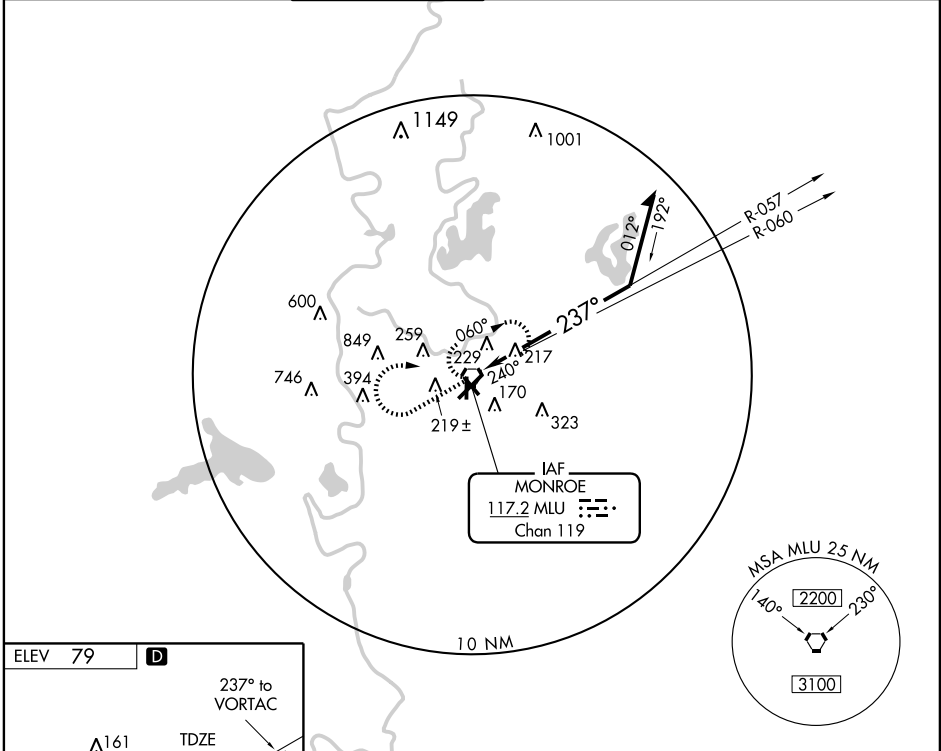 1149
1001
R-057
R-060
012°
192°
237°
600
849
259
060°
229
217
746
394
240°
170
219±
323
IAF
MONROE
117.2 MLU
Chan 119
MSA MLU 25 NM
140°
2200
230°
3100
10 NM
ELEV 79
D
237° to
VORTAC
161
TDZE